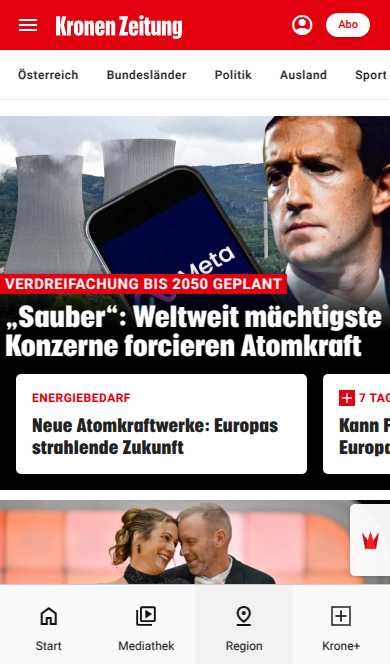 Kronen Zeitung
Abo
Österreich Bundesländer Politik Ausland Sport
Meta
VERDREIFACHUNG BIS 2050 GEPLANT
„Sauber“: Weltweit mächtigste
Konzerne forcieren Atomkraft
ENERGIEBEDARF
Neue Atomkraftwerke: Europas
strahlende Zukunft
7 TAG
Kann F
Europa
Start Mediathek Region Krone+